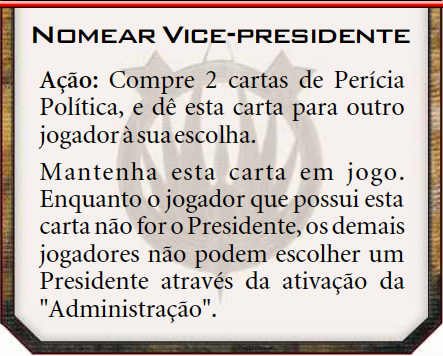 NOMEAR VICE-PRESIDENTE
Ação: Compre 2 cartas de Perícia
Política, e dê esta carta para outro
jogador à sua escolha.
Mantenha esta carta em jogo.
Enquanto o jogador que possui esta
carta não for o Presidente, os demais
jogadores não podem escolher um
Presidente através da ativação da
"Administração".